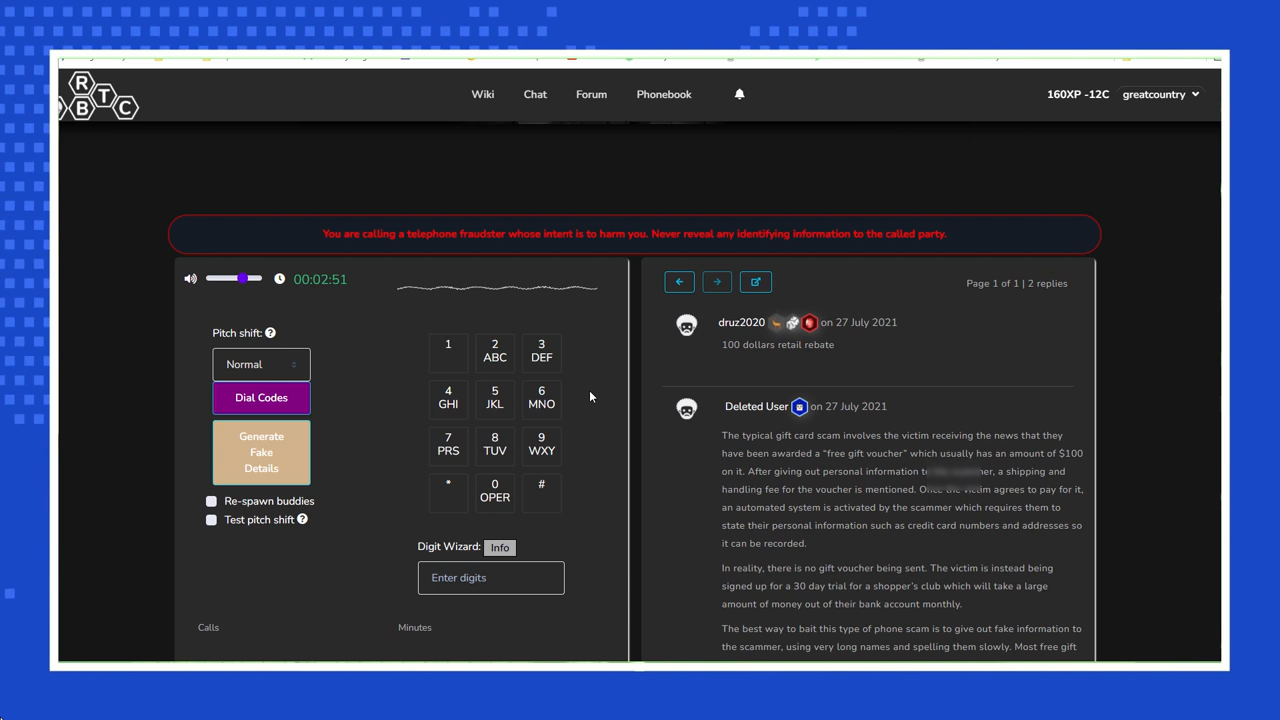 R
T
B
C
Wiki
Chat
Forum
Phonebook
160XP -12C
greatcountry
You are calling a telephone fraudster whose intent is to harm you. Never reveal any identifying information to the called party.
00:02:51
Pitch shift: ?
Normal
Dial Codes
Generate
Fake
Details
Re-spawn buddies
Test pitch shift ?
1
2
ABC
3
DEF
4
GHI
5
JKL
6
MNO
7
PRS
8
TUV
9
WXY
*
0
OPER
#
Digit Wizard: Info
Enter digits
Calls
Minutes
Page 1 of 1 | 2 replies
druz2020 on 27 July 2021
100 dollars retail rebate
Deleted User on 27 July 2021
The typical gift card scam involves the victim receiving the news that they
have been awarded a “free gift voucher” which usually has an amount of $100
on it. After giving out personal information to the scammer, a shipping and
handling fee for the voucher is mentioned. Once the victim agrees to pay for it,
an automated system is activated by the scammer which requires them to
state their personal information such as credit card numbers and addresses so
it can be recorded.
In reality, there is no gift voucher being sent. The victim is instead being
signed up for a 30 day trial for a shopper's club which will take a large
amount of money out of their bank account monthly.
The best way to bait this type of phone scam is to give out fake information to
the scammer, using very long names and spelling them slowly. Most free gift